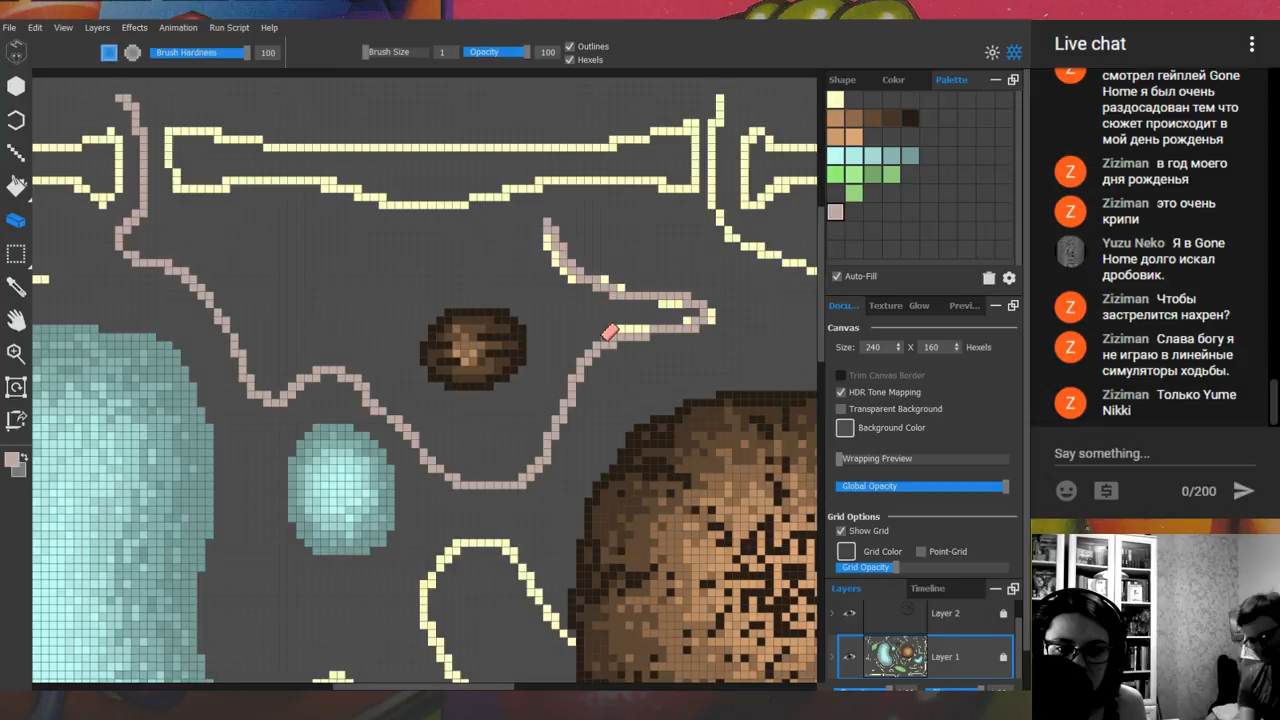 File Edit View Layers Effects Animation Run Script Help
Live chat
Brush Hardness 100
Brush Size 1
Opacity 100
Outlines
Hexels
Shape Color Palette
Auto-Fill
Docu... Texture Glow Previ...
Canvas
Size: 240 X 160 Hexels
Trim Canvas Border
HDR Tone Mapping
Transparent Background
Background Color
Wrapping Preview
Global Opacity
Grid Options
Show Grid
Grid Color Point-Grid
Grid Opacity
Layers Timeline
Layer 2
Layer 1
смотрел геймплей Gone
Home я был очень
раздосадован тем что
сюжет происходит в
мой день рожденья
Ziziman в год моего
дня рожденья
Ziziman это очень
крипи
Yuzu Neko Я в Gone
Home долго искал
дробовик.
Ziziman Чтобы
застрелится нахрен?
Ziziman Слава богу я
не играю в линейные
симуляторы ходьбы.
Ziziman Только Yume
Nikki
Say something...
0/200